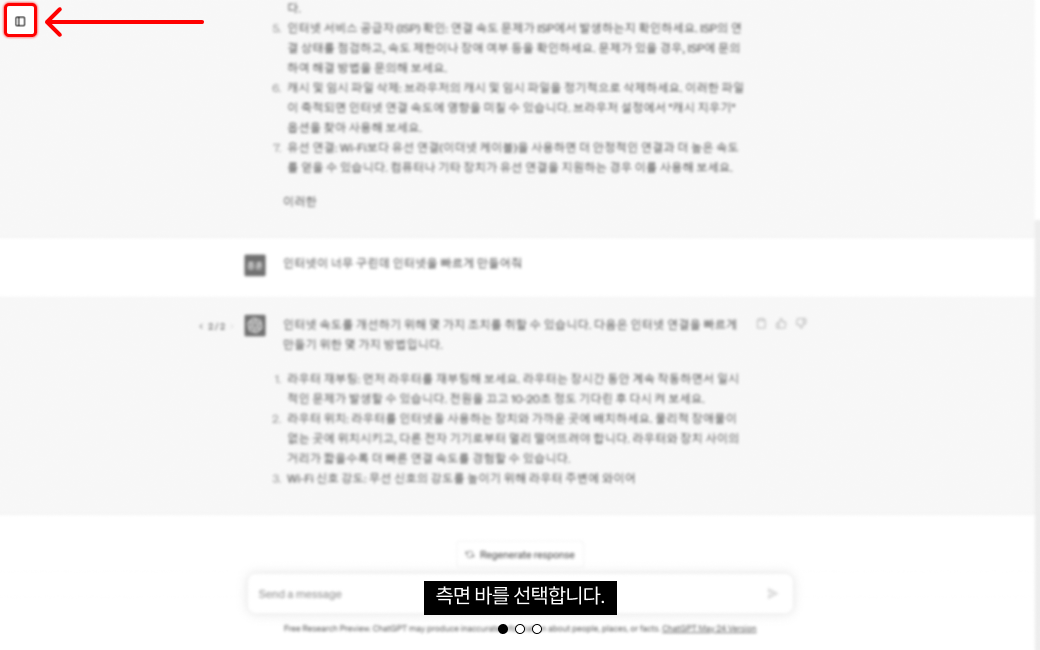 다.
5. 인터넷 서비스 공급자 (ISP) 확인: 연결 속도 문제가 ISP에서 발생하는지 확인하세요. ISP의 연
결 상태를 점검하고, 속도 제한이나 장애 여부 등을 확인하세요. 문제가 있을 경우, ISP에 문의
하여 해결 방법을 문의해 보세요.
6. 캐시 및 임시 파일 삭제: 브라우저의 캐시 및 임시 파일을 정기적으로 삭제하세요. 이러한 파일
이 축적되면 인터넷 연결 속도에 영향을 미칠 수 있습니다. 브라우저 설정에서 "캐시 지우기"
옵션을 찾아 사용해 보세요.
7. 유선 연결: Wi-Fi보다 유선 연결(이더넷 케이블)을 사용하면 더 안정적인 연결과 더 높은 속도
를 얻을 수 있습니다. 컴퓨터나 기타 장치가 유선 연결을 지원하는 경우 이를 사용해 보세요.
이러한
인터넷이 너무 구린데 인터넷을 빠르게 만들어줘
2 / 2
인터넷 속도를 개선하기 위해 몇 가지 조치를 취할 수 있습니다. 다음은 인터넷 연결을 빠르게
만들기 위한 몇 가지 방법입니다.
1. 라우터 재부팅: 먼저 라우터를 재부팅해 보세요. 라우터는 장시간 동안 계속 작동하면서 일시
적인 문제가 발생할 수 있습니다. 전원을 끄고 10-20초 정도 기다린 후 다시 켜 보세요.
2. 라우터 위치: 라우터를 인터넷을 사용하는 장치와 가까운 곳에 배치하세요. 물리적 장애물이
없는 곳에 위치시키고, 다른 전자 기기로부터 멀리 떨어뜨려야 합니다. 라우터와 장치 사이의
거리가 짧을수록 더 빠른 연결 속도를 경험할 수 있습니다.
3. Wi-Fi 신호 강도: 무선 신호의 강도를 높이기 위해 라우터 주변에 와이어
Regenerate response
Send a message
측면 바를 선택합니다.
Free Research Preview. ChatGPT may produce inaccurate about people, places, or facts. ChatGPT May 24 Version